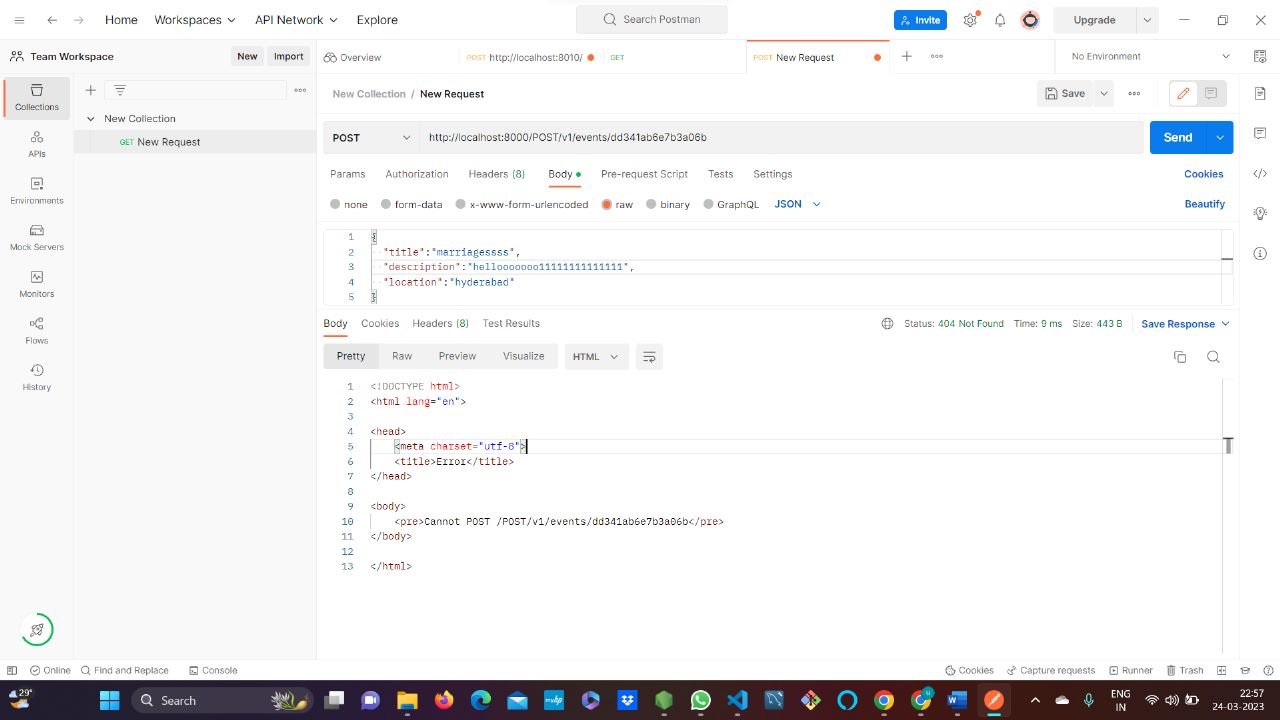 Home Workspaces API Network Explore Search Postman Invite Upgrade
Team Workspace New Import Overview POST http://localhost:8010/ GET POST New Request No Environment
Collections
APIs
Environments
Mock Servers
Monitors
Flows
History
New Collection
GET New Request
New Collection / New Request Save
POST http://localhost:8000/POST/v1/events/dd341ab6e7b3a06b Send
Params Authorization Headers (8) Body Pre-request Script Tests Settings Cookies
none form-data x-www-form-urlencoded raw binary GraphQL JSON Beautify
1 {
2 "title":"marriagessss",
3 "description":"hellooooooo11111111111111",
4 "location":"hyderabad"
5 }
Body Cookies Headers (8) Test Results Status: 404 Not Found Time: 9 ms Size: 443 B Save Response
Pretty Raw Preview Visualize HTML
1 <!DOCTYPE html>
2 <html lang="en">
3
4 <head>
5 <meta charset="utf-8">
6 <title>Error</title>
7 </head>
8
9 <body>
10 <pre>Cannot POST /POST/v1/events/dd341ab6e7b3a06b</pre>
11 </body>
12
13 </html>
Online Find and Replace Console Cookies Capture requests Runner Trash
29° Search myhp u ENG 22:57
IN 24-03-2023